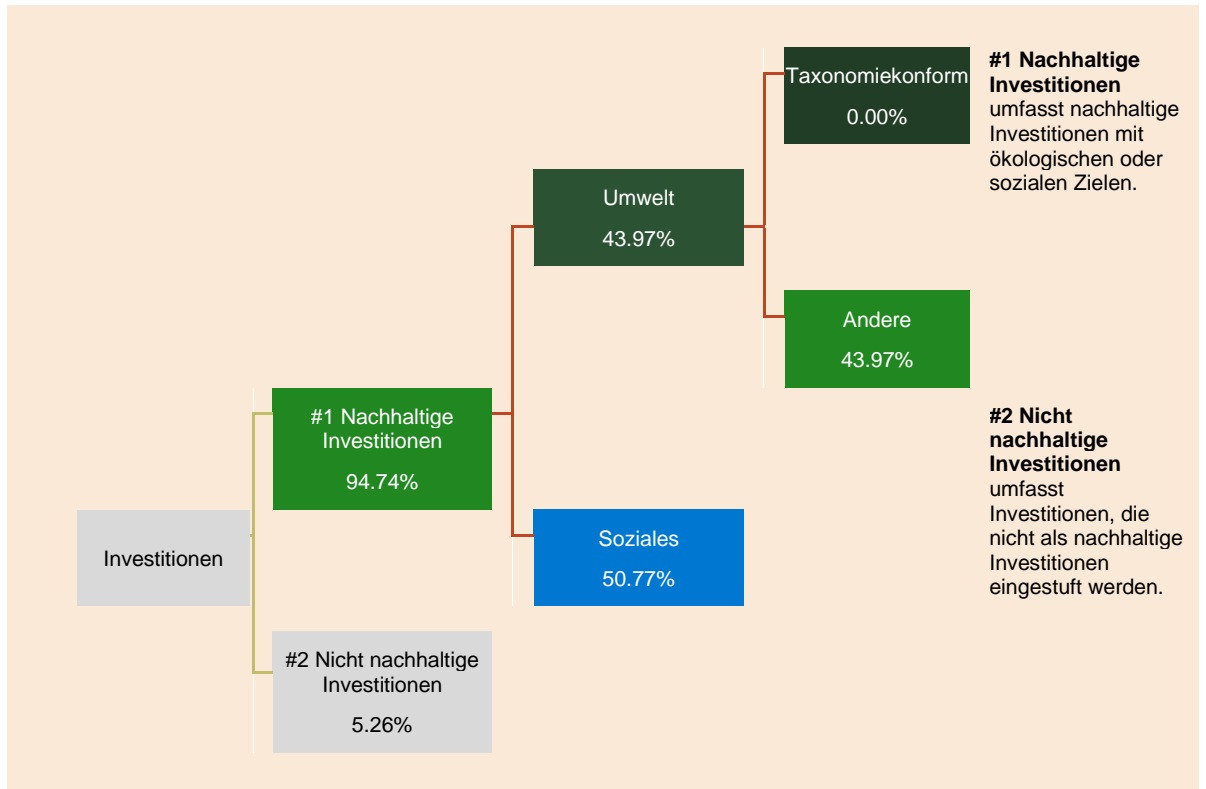 Taxonomiekonform
0.00%
Umwelt
43.97%
Andere
43.97%
#1 Nachhaltige
Investitionen
94.74%
Soziales
50.77%
Investitionen
#2 Nicht nachhaltige
Investitionen
5.26%
#1 Nachhaltige
Investitionen
umfasst nachhaltige
Investitionen mit
ökologischen oder
sozialen Zielen.
#2 Nicht
nachhaltige
Investitionen
umfasst
Investitionen, die
nicht als nachhaltige
Investitionen
eingestuft werden.